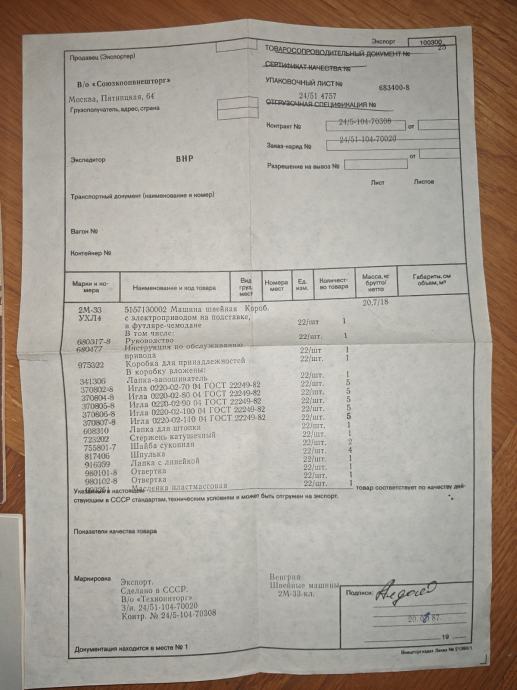 Экспорт 100300
20
Продавец (Экспортер)
ТОВАРОСОПРОВОДИТЕЛЬНЫЙ ДОКУМЕНТ №
СЕРТИФИКАТ КАЧЕСТВА №
В/о «Союзкоопвнешторг»
УПАКОВОЧНЫЙ ЛИСТ № 683400-8
Москва, Пятницкая, 64
24/51 4757
Грузополучатель, адрес, страна
ОТГРУЗОЧНАЯ СПЕЦИФИКАЦИЯ №
Контракт № 24/5-104-70308 от
Заказ-наряд № 24/51-104-70020
Экспедитор ВНР
от
Разрешение на вывоз №
Лист Листов
Транспортный документ (наименование и номер)
Вагон №
Контейнер №
Марки и номера Наименование и код товара Вид груз. мест Номера мест Ед. изм. Количество товара Масса, кг брутто/нетто Габариты, см объем, м³
2М-33 5157130002 Машина швейная Короб. 20,7/18
УХЛ4 с электроприводом на подставке, 22/шт 1
в футляре-чемодане
В том числе:
680317-8 Руководство 22/шт. 1
680477 Инструкция по обслуживанию
привода 22/шт. 1
975322 Коробка для принадлежностей 22/шт. 1
В коробку вложены:
341306 Лапка-запошиватель 22/шт. 1
370802-8 Игла 0220-02-70 04 ГОСТ 22249-82 22/шт. 5
370804-8 Игла 0220-02-80 04 ГОСТ 22249-82 22/шт. 5
370805-8 Игла 0220-02-90 04 ГОСТ 22249-82 22/шт. 5
370806-8 Игла 0220-02-100 04 ГОСТ 22249-82 22/шт. 5
370807-8 Игла 0220-02-110 04 ГОСТ 22249-82 22/шт. 5
608310 Лапка для штопки 22/шт. 1
723202 Стержень катушечный 22/шт. 1
755801-7 Шайба суконная 22/шт. 2
817406 Шпулька 22/шт. 4
916359 Лапка с линейкой 22/шт. 1
980101-8 Отвертка 22/шт. 1
980102-8 Отвертка 22/шт. 1
Масленка пластмассовая 22/шт. 1
Указанный в настоящем товар соответствует по качеству дей-
ствующим в СССР стандартам, техническим условиям и может быть отгружен на экспорт.
Показатели качества товара
Маркировка
Экспорт.
Сделано в СССР.
В/о «Техноинторг»
З/н. 24/51-104-70020
Контр. № 24/5-104-70308
Венгрия
Швейные машины
2М-33 кл.
Подписи:
87.
19
Документация находится в месте № 1